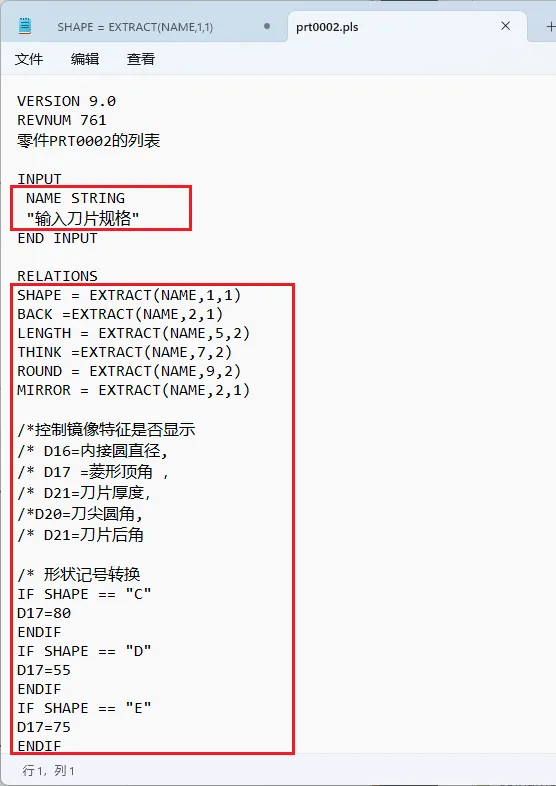 SHAPE = EXTRACT(NAME,1,1)
prt0002.pls
文件 编辑 查看
VERSION 9.0
REVNUM 761
零件PRT0002的列表
INPUT
NAME STRING
"输入刀片规格"
END INPUT
RELATIONS
SHAPE = EXTRACT(NAME,1,1)
BACK =EXTRACT(NAME,2,1)
LENGTH = EXTRACT(NAME,5,2)
THINK =EXTRACT(NAME,7,2)
ROUND = EXTRACT(NAME,9,2)
MIRROR = EXTRACT(NAME,2,1)
/*控制镜像特征是否显示
/* D16=内接圆直径,
/* D17 =菱形顶角 ,
/* D21=刀片厚度,
/*D20=刀尖圆角,
/* D21=刀片后角
/* 形状记号转换
IF SHAPE == "C"
D17=80
ENDIF
IF SHAPE == "D"
D17=55
ENDIF
IF SHAPE == "E"
D17=75
ENDIF
行 1, 列 1